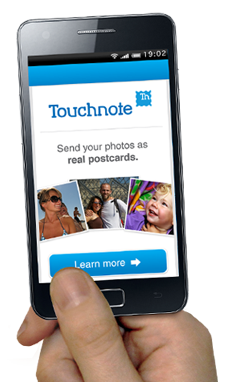 19:02
Touchnote
Th
Send your photos as
real postcards.
Learn more